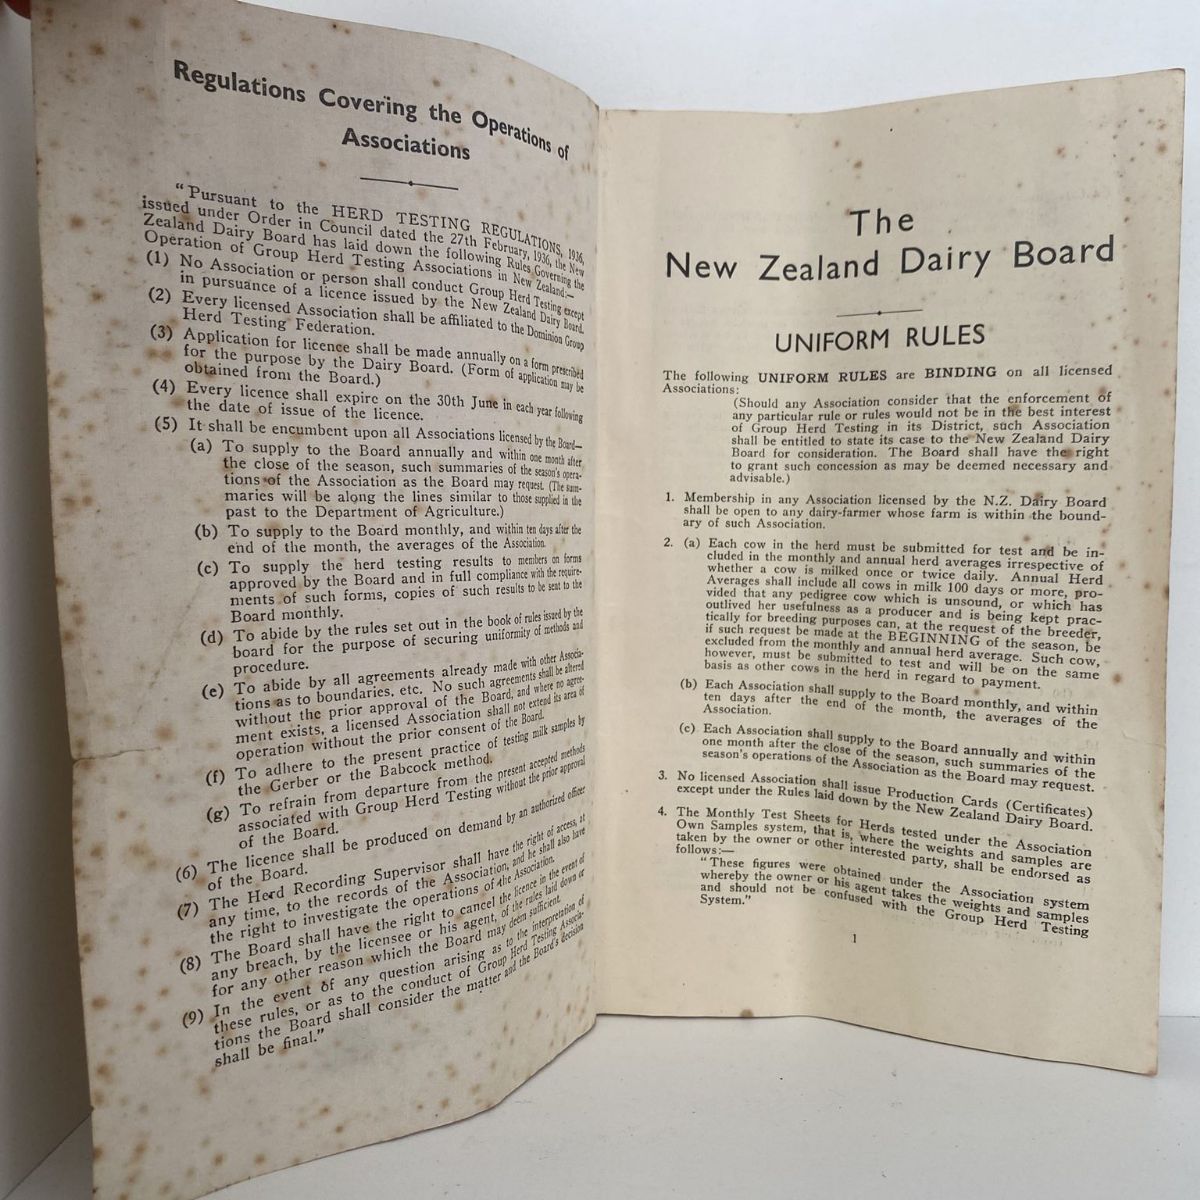 Regulations Covering the Operations of
Associations
"Pursuant to the HERD TESTING REGULATIONS, 1936,
issued under Order in Council dated the 27th February, 1936, the New
Zealand Dairy Board has laid down the following Rules Governing the
Operation of Group Herd Testing Associations in New Zealand:—
(1) No Association or person shall conduct Group Herd Testing except
in pursuance of a licence issued by the New Zealand Dairy Board.
(2) Every licensed Association shall be affiliated to the Dominion Group
Herd Testing Federation.
(3) Application for licence shall be made annually on a form prescribed
for the purpose by the Dairy Board. (Form of application may be
obtained from the Board.)
(4) Every licence shall expire on the 30th June in each year following
the date of issue of the licence.
(5) It shall be encumbent upon all Associations licensed by the Board—
(a) To supply to the Board annually and within one month after
the close of the season, such summaries of the season's opera-
tions of the Association as the Board may request. (The sum-
maries will be along the lines similar to those supplied in the
past to the Department of Agriculture.)
(b) To supply to the Board monthly, and within ten days after the
end of the month, the averages of the Association.
(c) To supply the herd testing results to members on forms
approved by the Board and in full compliance with the require-
ments of such forms, copies of such results to be sent to the
Board monthly.
(d) To abide by the rules set out in the book of rules issued by the
board for the purpose of securing uniformity of methods and
procedure.
(e) To abide by all agreements already made with other Associa-
tions as to boundaries, etc. No such agreements shall be altered
without the prior approval of the Board, and where no agree-
ment exists, a licensed Association shall not extend its area of
operation without the prior consent of the Board.
(f) To adhere to the present practice of testing milk samples by
the Gerber or the Babcock method.
(g) To refrain from departure from the present accepted methods
associated with Group Herd Testing without the prior approval
of the Board.
(6) The licence shall be produced on demand by an authorized officer
of the Board.
(7) The Herd Recording Supervisor shall have the right of access, at
any time, to the records of the Association, and he shall also have
the right to investigate the operations of the Association.
(8) The Board shall have the right to cancel the licence in the event of
any breach, by the licensee or his agent, of the rules laid down or
for any other reason which the Board may deem sufficient.
(9) In the event of any question arising as to the interpretation of
these rules, or as to the conduct of Group Herd Testing Associa-
tions the Board shall consider the matter and the Board's decision
shall be final."
The
New Zealand Dairy Board
UNIFORM RULES
The following UNIFORM RULES are BINDING on all licensed
Associations:
(Should any Association consider that the enforcement of
any particular rule or rules would not be in the best interest
of Group Herd Testing in its District, such Association
shall be entitled to state its case to the New Zealand Dairy
Board for consideration. The Board shall have the right
to grant such concession as may be deemed necessary and
advisable.)
1. Membership in any Association licensed by the N.Z. Dairy Board
shall be open to any dairy-farmer whose farm is within the bound-
ary of such Association.
2. (a) Each cow in the herd must be submitted for test and be in-
cluded in the monthly and annual herd averages irrespective of
whether a cow is milked once or twice daily. Annual Herd
Averages shall include all cows in milk 100 days or more, pro-
vided that any pedigree cow which is unsound, or which has
outlived her usefulness as a producer and is being kept prac-
tically for breeding purposes can, at the request of the breeder,
if such request be made at the BEGINNING of the season, be
excluded from the monthly and annual herd average. Such cow,
however, must be submitted to test and will be on the same
basis as other cows in the herd in regard to payment.
(b) Each Association shall supply to the Board monthly, and within
ten days after the end of the month, the averages of the
Association.
(c) Each Association shall supply to the Board annually and within
one month after the close of the season, such summaries of the
season's operations of the Association as the Board may request.
3. No licensed Association shall issue Production Cards (Certificates)
except under the Rules laid down by the New Zealand Dairy Board.
4. The Monthly Test Sheets for Herds tested under the Association
Own Samples system, that is, where the weights and samples are
taken by the owner or other interested party, shall be endorsed as
follows:—
"These figures were obtained under the Association system
whereby the owner or his agent takes the weights and samples
and should not be confused with the Group Herd Testing
System."
1